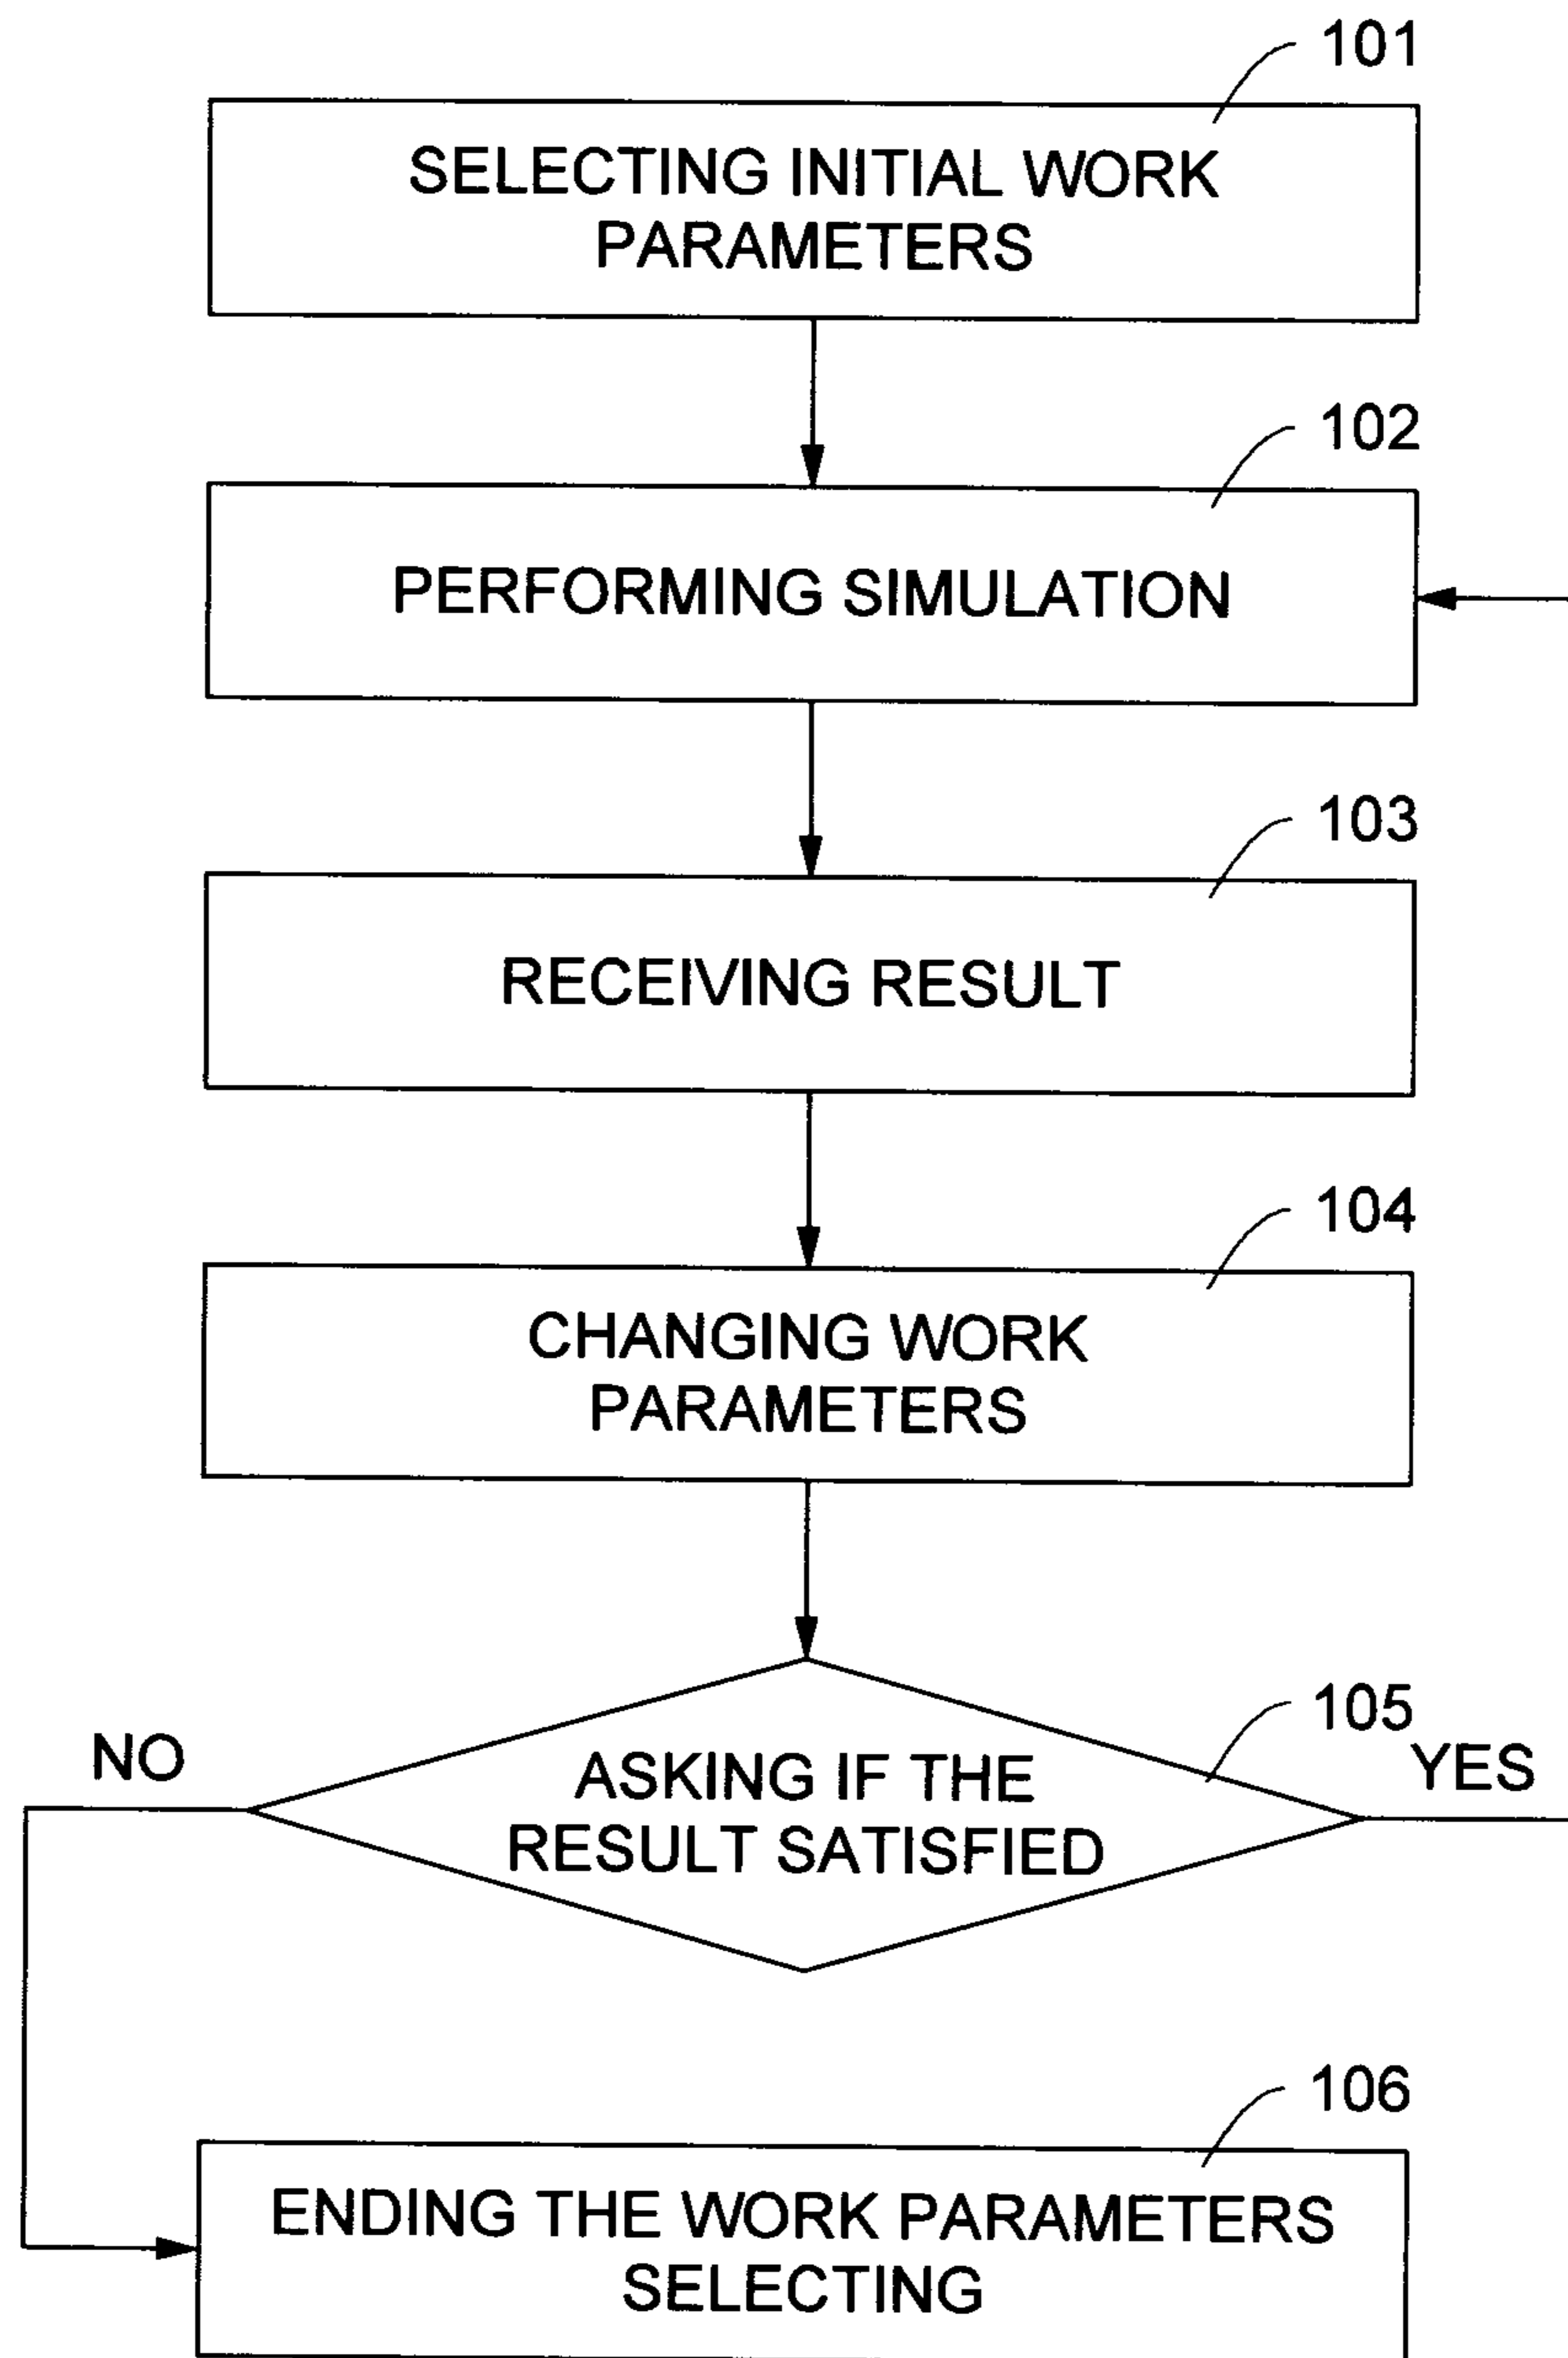 101
SELECTING INITIAL WORK
PARAMETERS
102
PERFORMING SIMULATION
103
RECEIVING RESULT
104
CHANGING WORK
PARAMETERS
105
NO
YES
ASKING IF THE
RESULT SATISFIED
106
ENDING THE WORK PARAMETERS
SELECTING